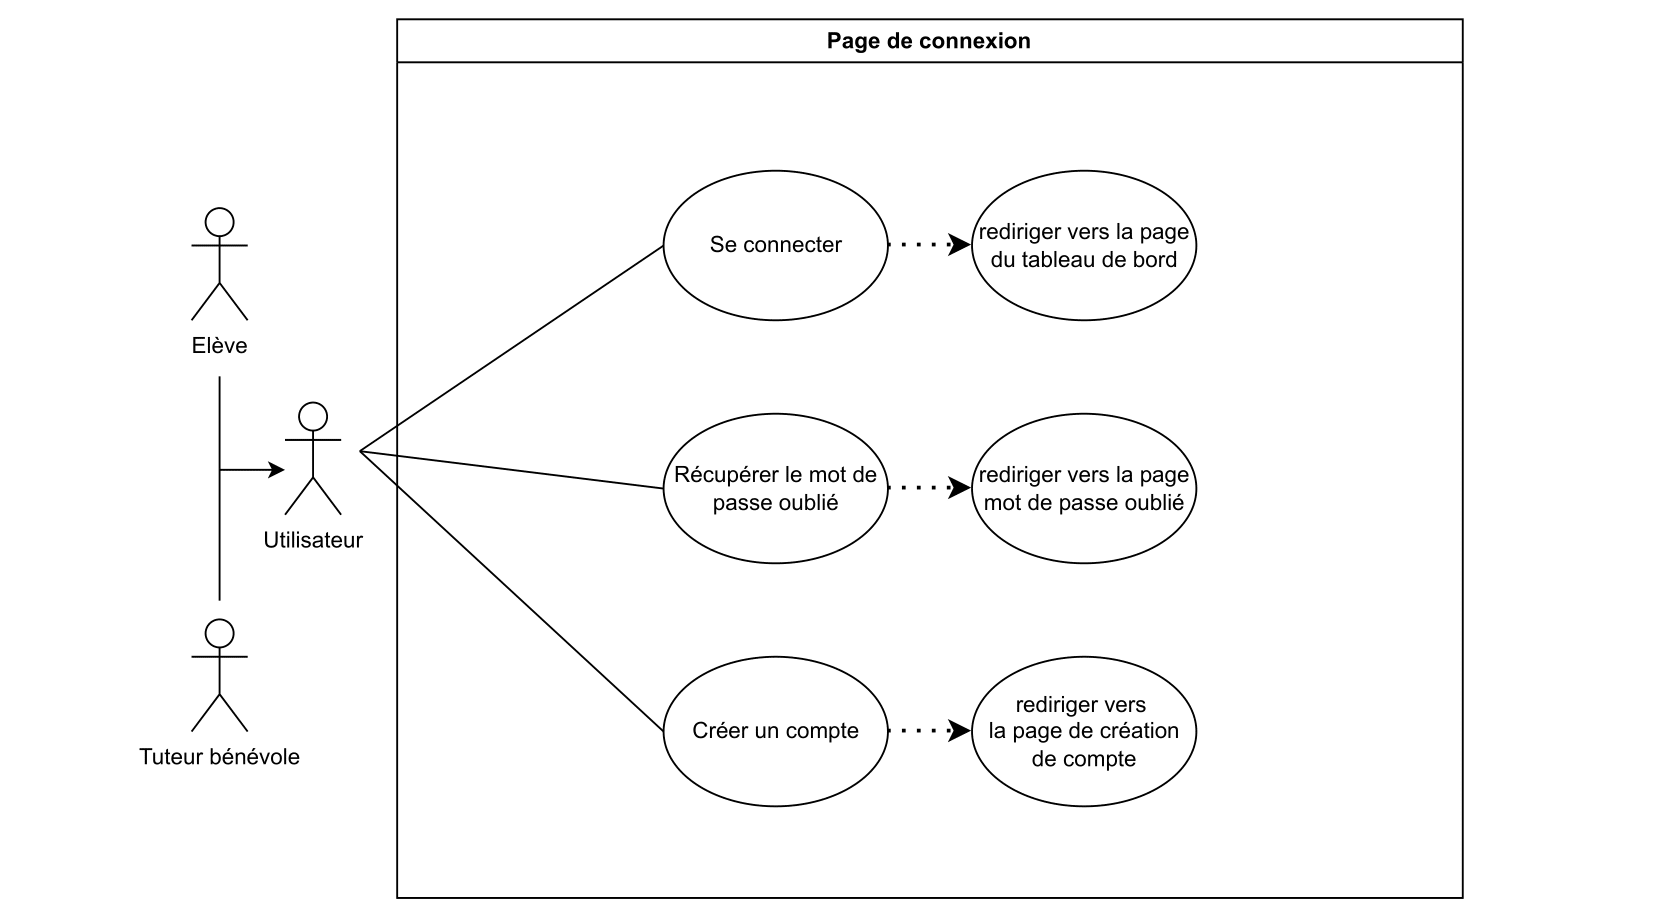 Page de connexion
Se connecter
rediriger vers la page
du tableau de bord
Elève
Récupérer le mot de
passe oublié
rediriger vers la page
mot de passe oublié
Utilisateur
Créer un compte
rediriger vers
la page de création
de compte
Tuteur bénévole